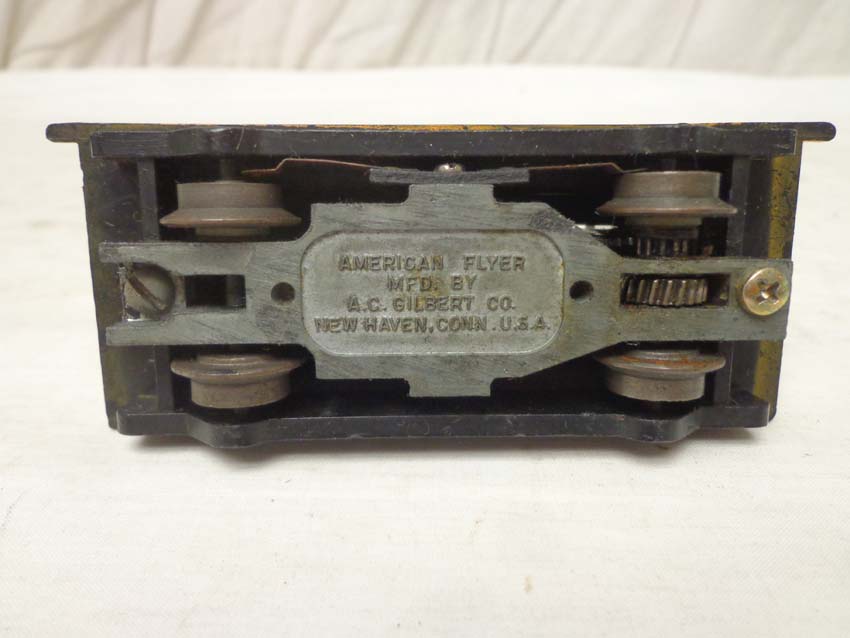 AMERICAN FLYER
MFD. BY
A.C. GILBERT CO.
NEW HAVEN, CONN. U.S.A.